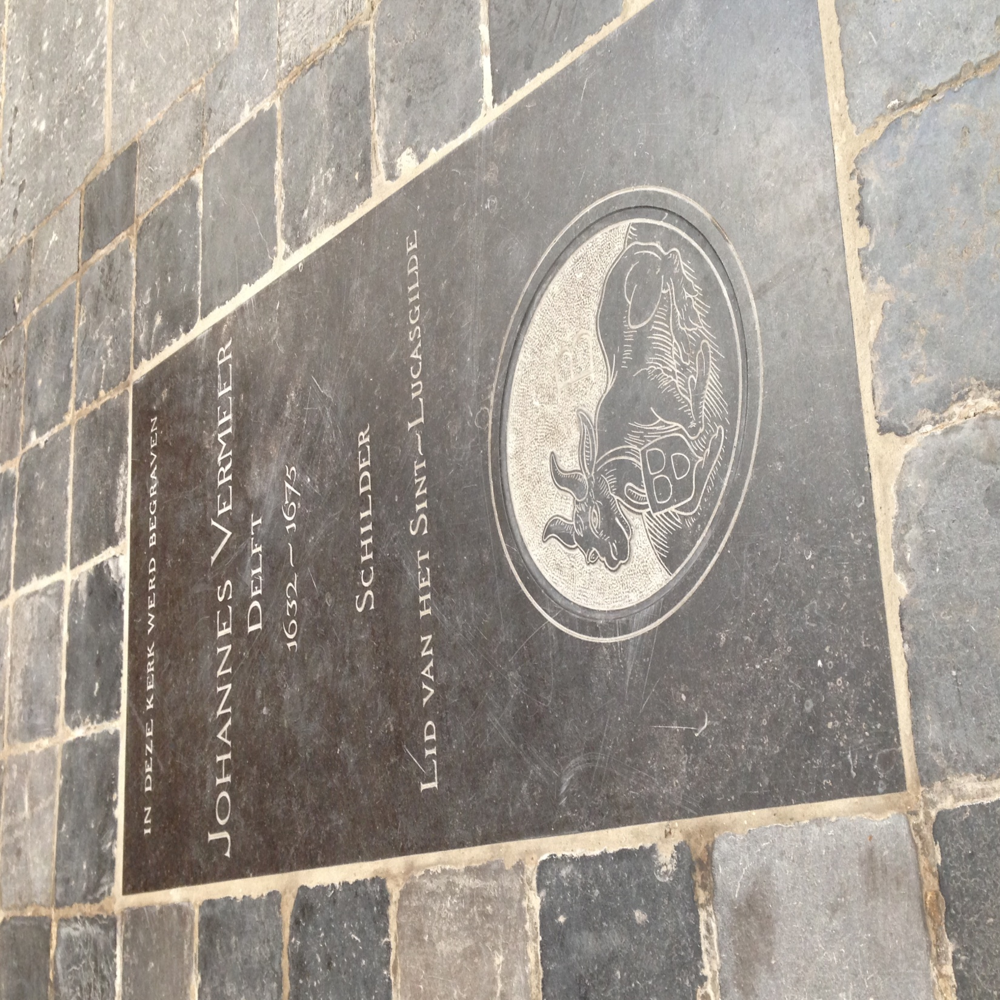 IN DEZE KERK WERD BEGRAVEN
JOHANNES VERMEER
DELFT
1632~1675
SCHILDER
LID VAN HET SINT~LUCASGILDE